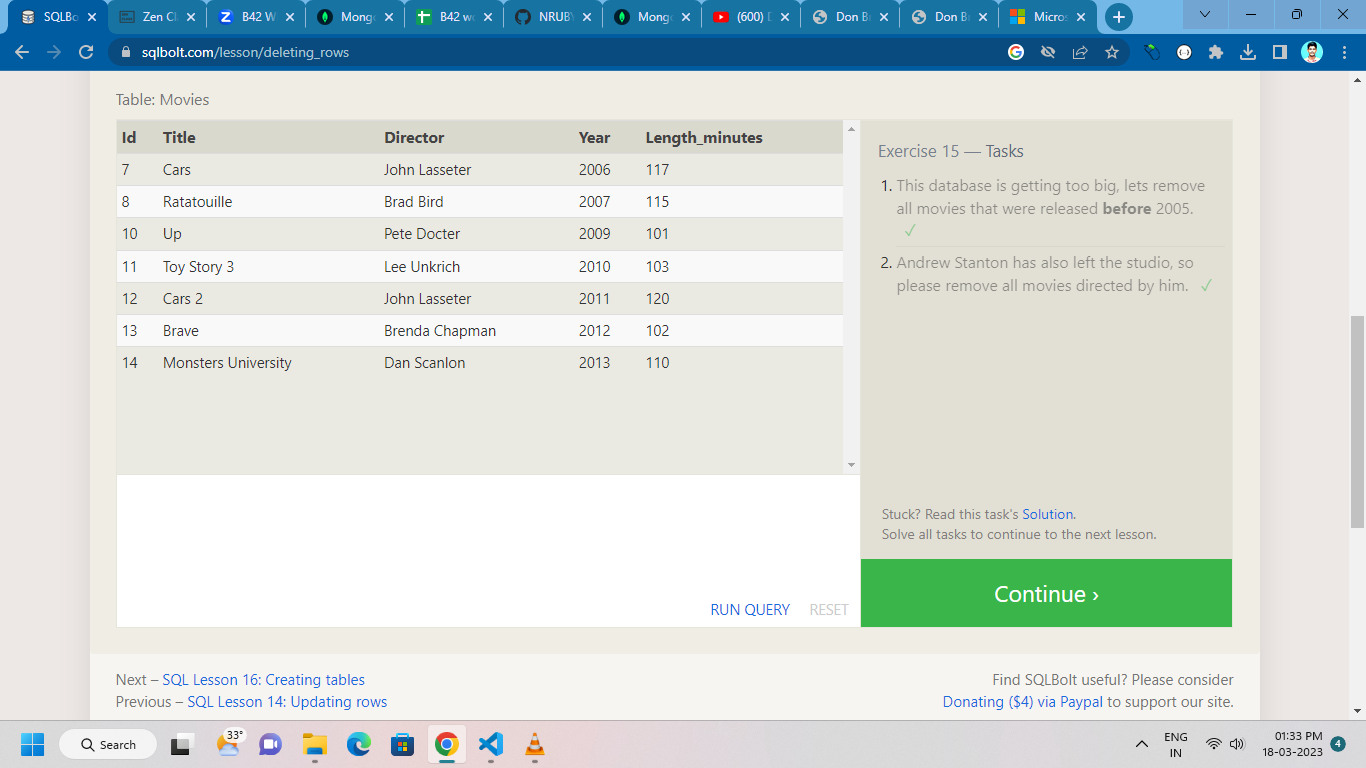 SQLBo
Zen Cl
B42 W
Mong
B42 w
NRUB
Mong
(600)
Don B
Don B
Micros
sqlbolt.com/lesson/deleting_rows
Table: Movies
Id Title Director Year Length_minutes
7 Cars John Lasseter 2006 117
8 Ratatouille Brad Bird 2007 115
10 Up Pete Docter 2009 101
11 Toy Story 3 Lee Unkrich 2010 103
12 Cars 2 John Lasseter 2011 120
13 Brave Brenda Chapman 2012 102
14 Monsters University Dan Scanlon 2013 110
RUN QUERY RESET
Exercise 15 — Tasks
1. This database is getting too big, lets remove
all movies that were released before 2005.
✓
2. Andrew Stanton has also left the studio, so
please remove all movies directed by him. ✓
Stuck? Read this task's Solution.
Solve all tasks to continue to the next lesson.
Continue ›
Next – SQL Lesson 16: Creating tables
Previous – SQL Lesson 14: Updating rows
Find SQLBolt useful? Please consider
Donating ($4) via Paypal to support our site.
Search
33°
ENG
IN
01:33 PM
18-03-2023
4